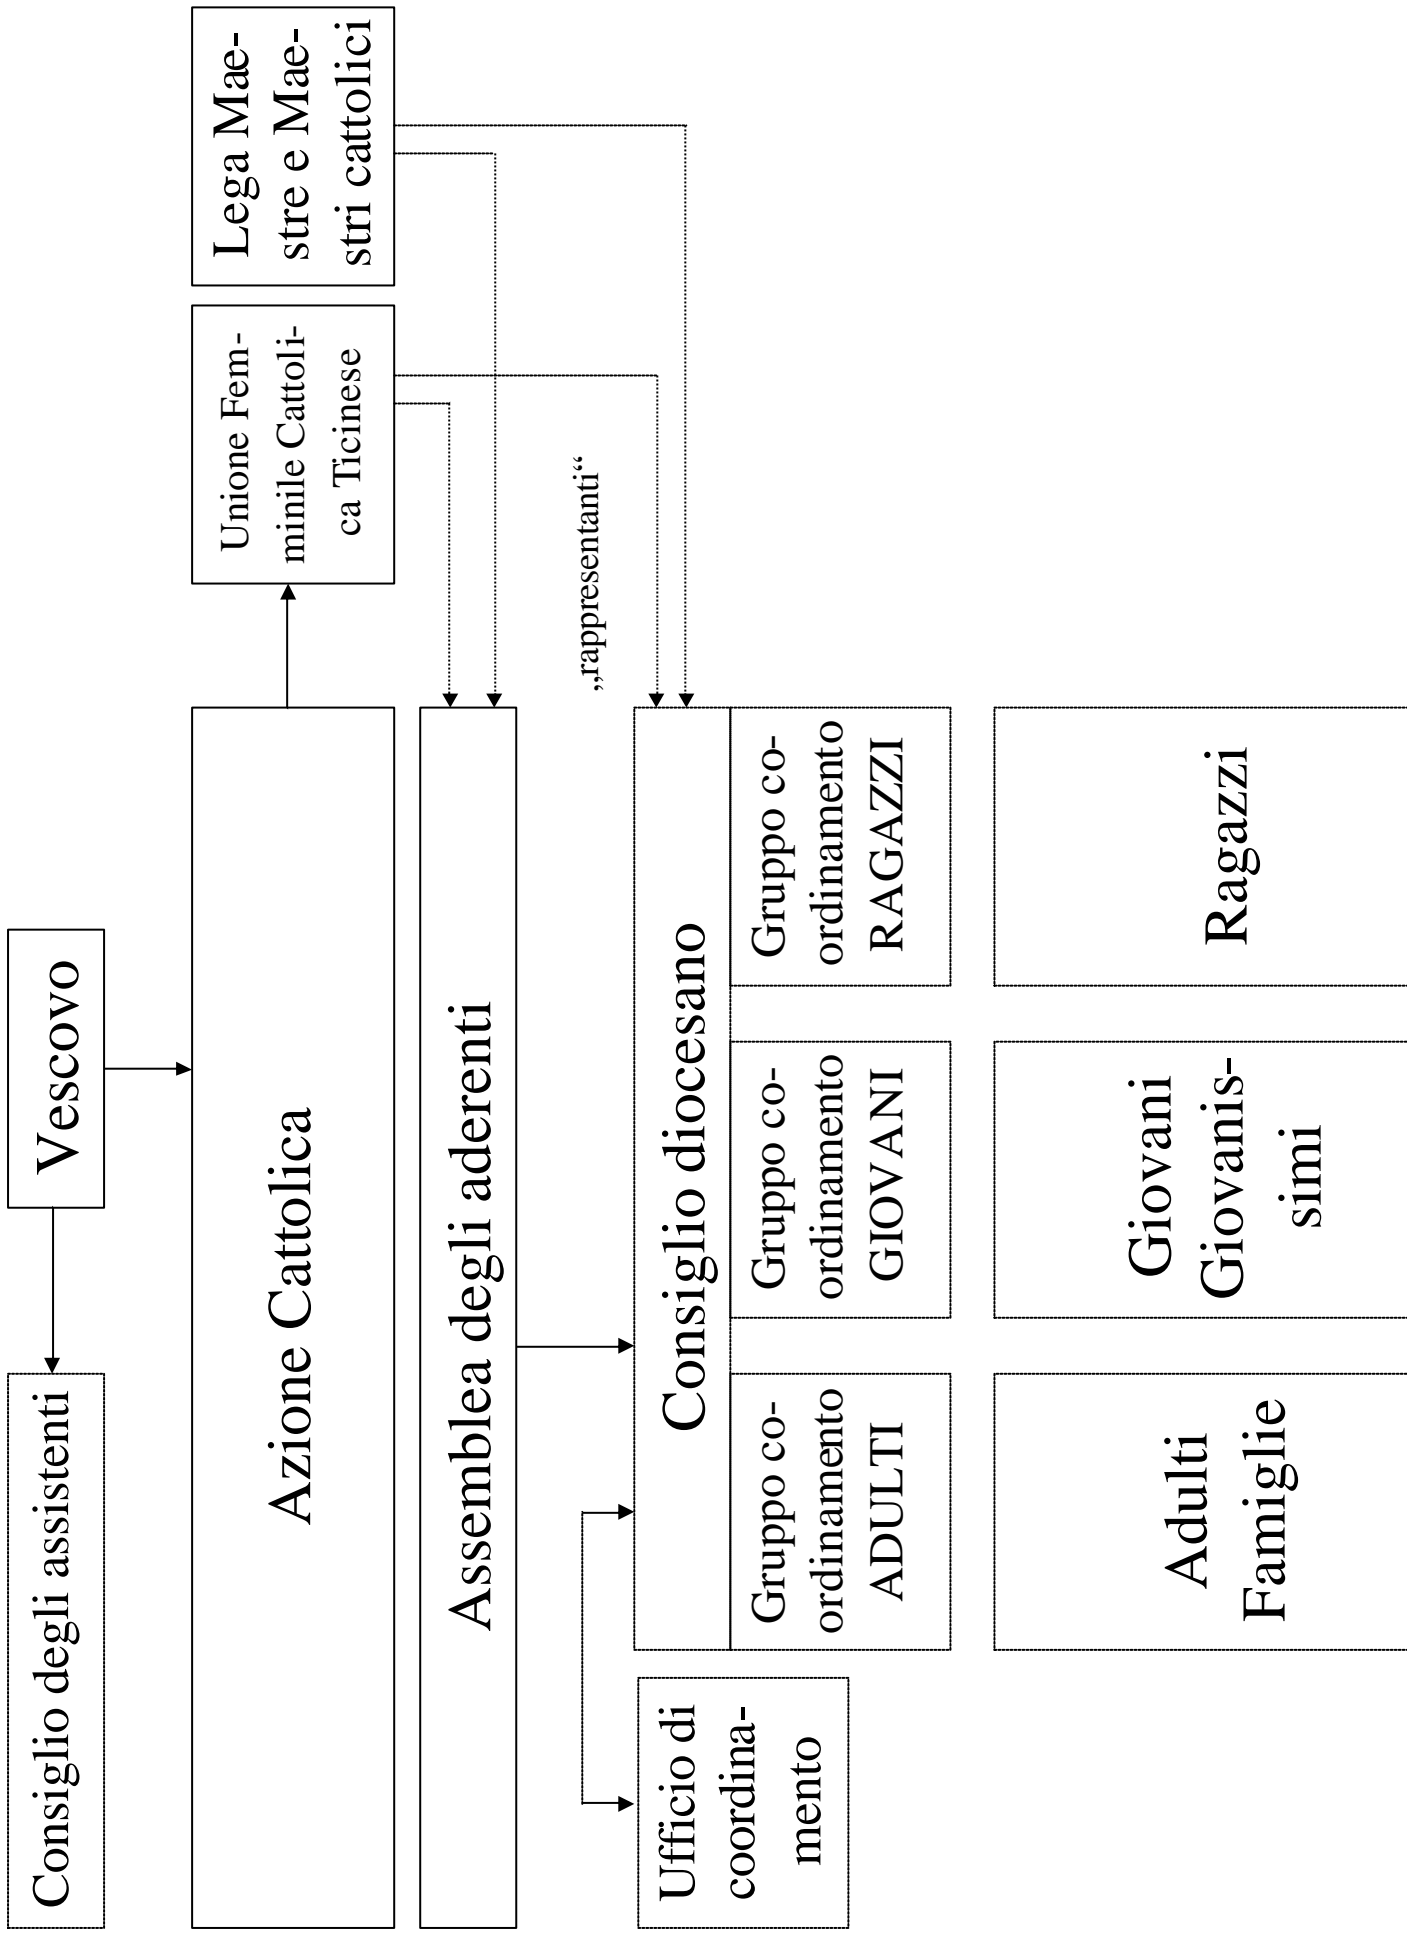 Consiglio degli assistenti
Vescovo
Azione Cattolica
Unione Fem-
minile Cattoli-
ca Ticinese
Lega Mae-
stre e Mae-
stri cattolici
Assemblea degli aderenti
„rappresentanti“
Ufficio di
coordina-
mento
Consiglio diocesano
Gruppo co-
ordinamento
ADULTI
Gruppo co-
ordinamento
GIOVANI
Gruppo co-
ordinamento
RAGAZZI
Adulti
Famiglie
Giovani
Giovanis-
simi
Ragazzi